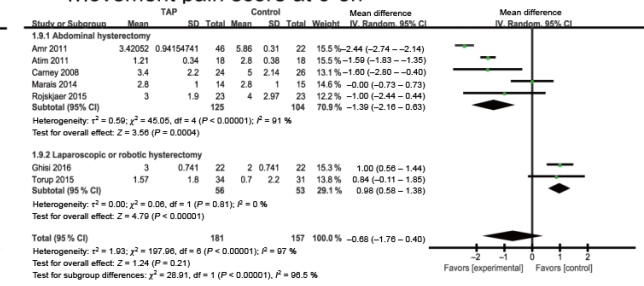 TAP Control Mean difference Mean difference
Study or Subgroup Mean SD Total Mean SD Total Weight IV. Random. 95% CI IV. Random. 95% CI
1.9.1 Abdominal hysterectomy
Amr 2011 3.42052 0.94154741 46 5.86 0.31 22 15.5% -2.44 (-2.74 – -2.14)
Atim 2011 1.21 0.34 18 2.8 0.38 18 15.5% -1.59 (-1.83 – -1.35)
Carney 2008 3.4 2.2 24 5 2.14 26 15.5% -1.60 (-2.80 – -0.40)
Marais 2014 2.8 1 14 2.8 1 15 14.5% -0.00 (-0.73 – 0.73)
Rojskjaer 2015 3 1.9 23 4 2.97 23 12.5% -1.00 (-2.44 – 0.44)
Subtotal (95% CI) 125 104 70.9% -1.39 (-2.16 – 0.63)
Heterogeneity: τ² = 0.59; χ² = 45.05, df = 4 (P < 0.00001); I² = 91 %
Test for overall effect: Z = 3.56 (P = 0.0004)
1.9.2 Laparoscopic or robotic hysterectomy
Ghisi 2016 3 0.741 22 2 0.741 22 15.3% 1.00 (0.56 – 1.44)
Torup 2015 1.57 1.8 34 0.7 2.2 31 13.8% 0.84 (-0.11 – 1.85)
Subtotal (95% CI) 56 53 29.1% 0.98 (0.58 – 1.38)
Heterogeneity: τ² = 0.00; χ² = 0.06, df = 1 (P = 0.81); I² = 0 %
Test for overall effect: Z = 4.79 (P < 0.00001)
Total (95% CI) 181 157 100.0% -0.68 (-1.76 – 0.40)
Heterogeneity: τ² = 1.93; χ² = 197.96, df = 6 (P < 0.00001); I² = 97 %
Test for overall effect: Z = 1.24 (P = 0.21)
Test for subgroup differences: χ² = 28.91, df = 1 (P < 0.00001), I² = 96.5 %
-2 -1 0 1 2
Favors [experimental] Favors [control]